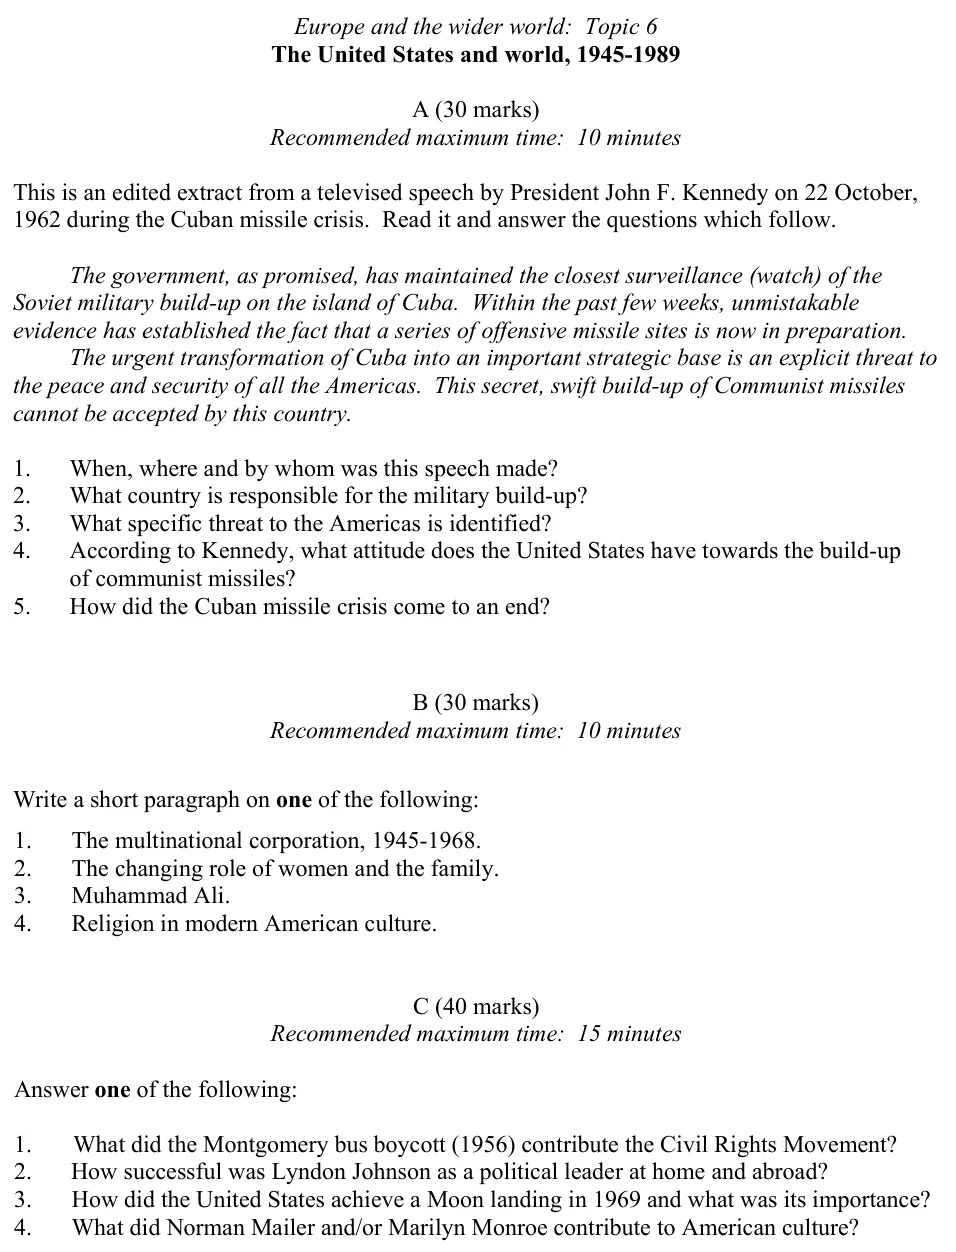 Europe and the wider world: Topic 6
The United States and world, 1945-1989
A (30 marks)
Recommended maximum time: 10 minutes
This is an edited extract from a televised speech by President John F. Kennedy on 22 October,
1962 during the Cuban missile crisis. Read it and answer the questions which follow.
The government, as promised, has maintained the closest surveillance (watch) of the
Soviet military build-up on the island of Cuba. Within the past few weeks, unmistakable
evidence has established the fact that a series of offensive missile sites is now in preparation.
The urgent transformation of Cuba into an important strategic base is an explicit threat to
the peace and security of all the Americas. This secret, swift build-up of Communist missiles
cannot be accepted by this country.
1. When, where and by whom was this speech made?
2. What country is responsible for the military build-up?
3. What specific threat to the Americas is identified?
4. According to Kennedy, what attitude does the United States have towards the build-up
of communist missiles?
5. How did the Cuban missile crisis come to an end?
B (30 marks)
Recommended maximum time: 10 minutes
Write a short paragraph on one of the following:
1. The multinational corporation, 1945-1968.
2. The changing role of women and the family.
3. Muhammad Ali.
4. Religion in modern American culture.
C (40 marks)
Recommended maximum time: 15 minutes
Answer one of the following:
1. What did the Montgomery bus boycott (1956) contribute the Civil Rights Movement?
2. How successful was Lyndon Johnson as a political leader at home and abroad?
3. How did the United States achieve a Moon landing in 1969 and what was its importance?
4. What did Norman Mailer and/or Marilyn Monroe contribute to American culture?